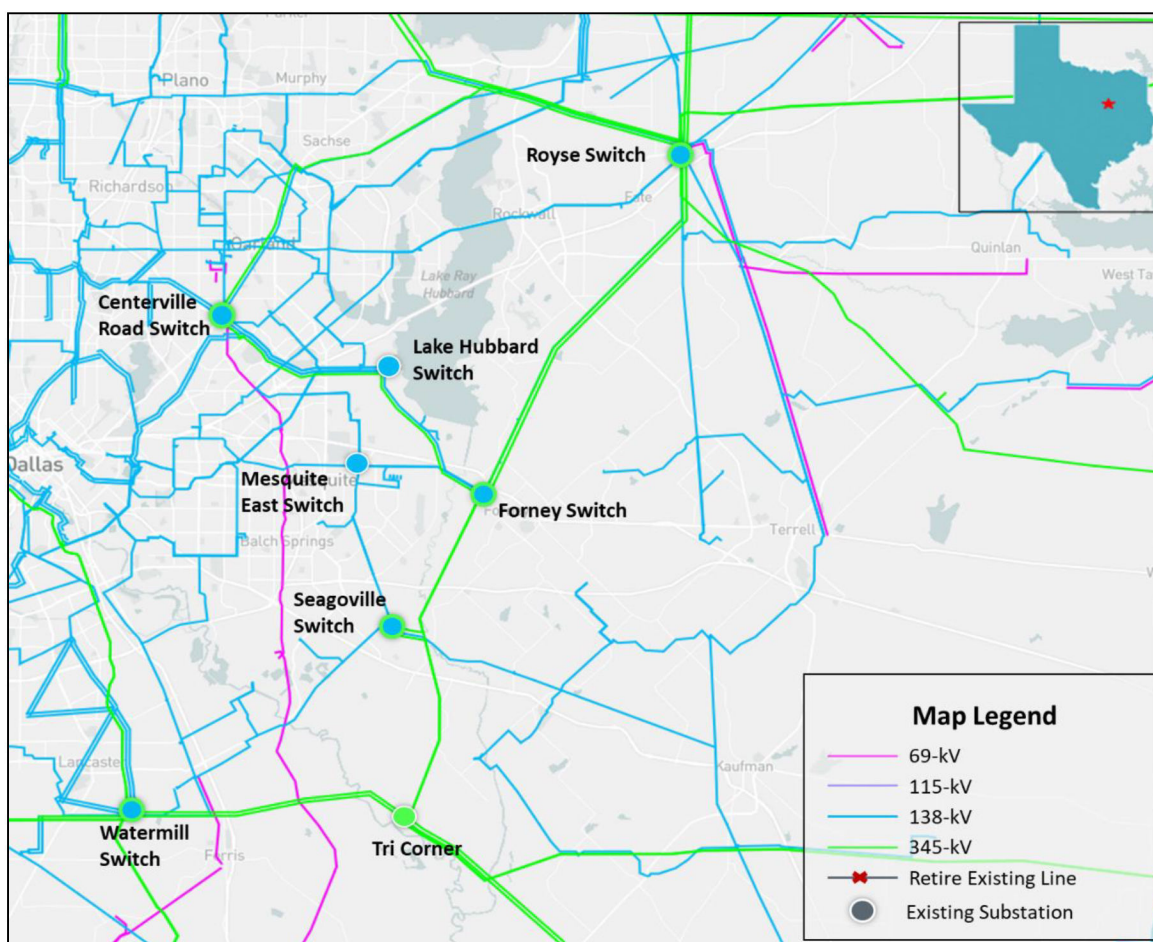 Plano
Murphy
Sachse
Royse Switch
Richardson
Rockwall
Fate
Garland
Quinlan
West Ta
Lake Ray
Hubbard
Centerville
Road Switch
Lake Hubbard
Switch
Dallas
Mesquite
East Switch
Forney Switch
Balch Springs
Terrell
Seagoville
Switch
Map Legend
69-kV
115-kV
138-kV
345-kV
Retire Existing Line
Existing Substation
Lancaster
Kaufman
Watermill
Switch
Ferris
Tri Corner